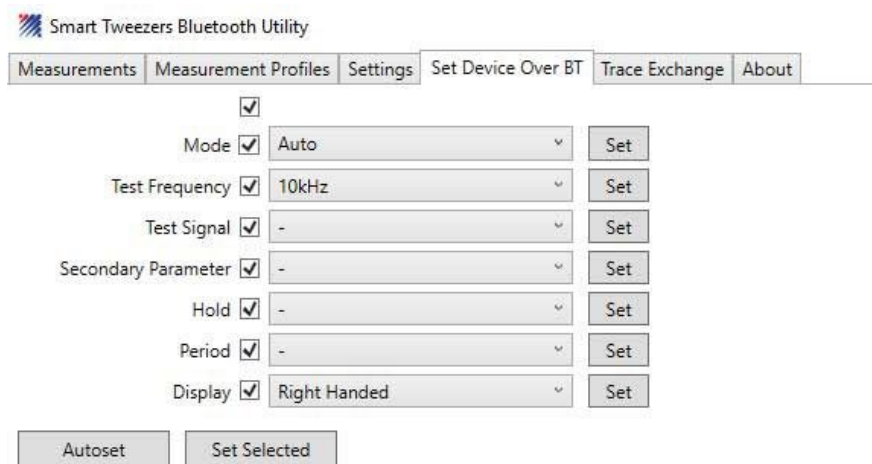 Smart Tweezers Bluetooth Utility
Measurements Measurement Profiles Settings Set Device Over BT Trace Exchange About
Mode Auto Set
Test Frequency 10kHz Set
Test Signal - Set
Secondary Parameter - Set
Hold - Set
Period - Set
Display Right Handed Set
Autoset Set Selected